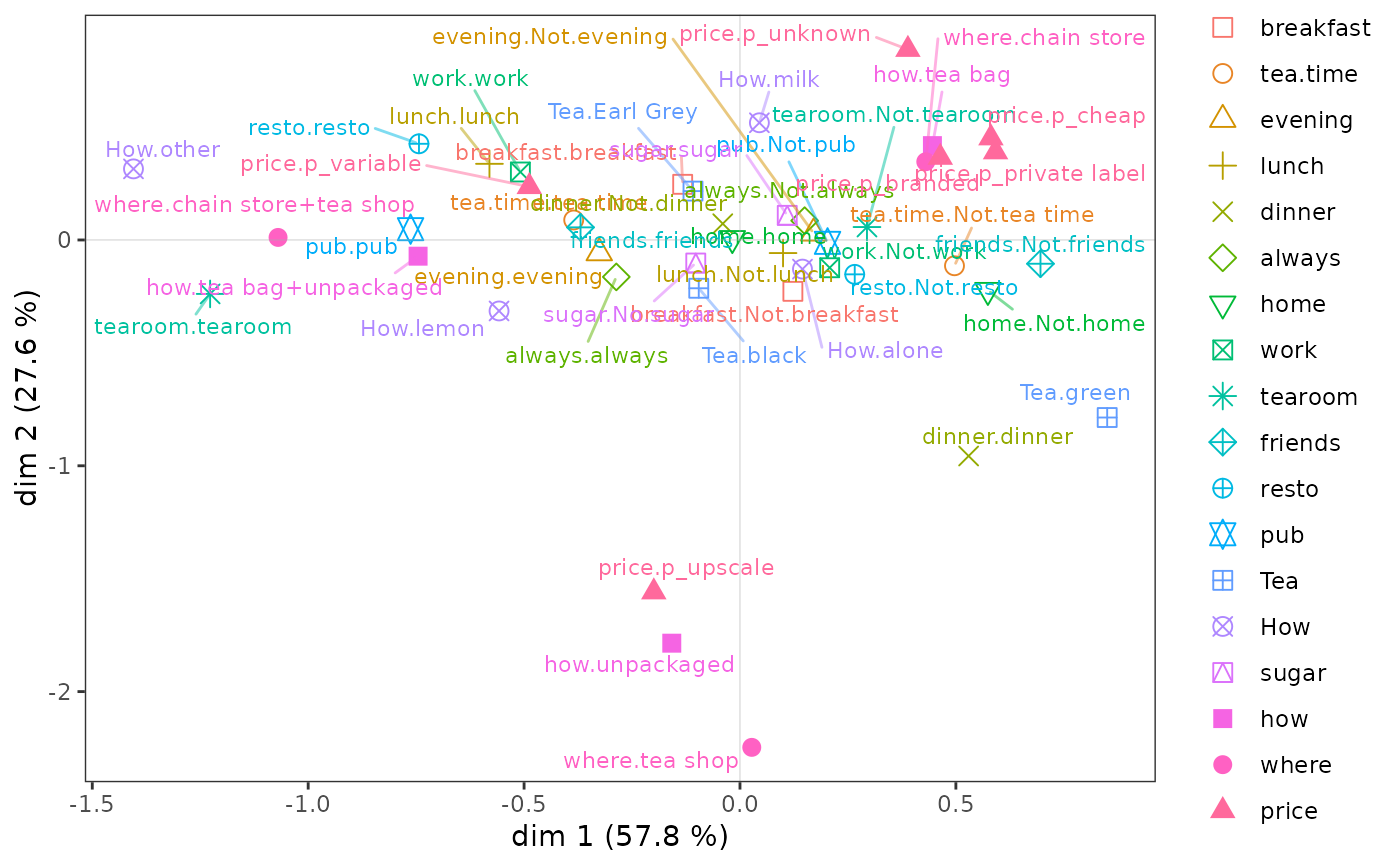 evening.Not.evening
price.p_unknown
where.chain store
work.work
How.milk
how.tea bag
lunch.lunch
Tea.Earl Grey
tearoom.Not.tearoom
price.p_cheap
resto.resto
How.other
price.p_variable
breakfast.breakfast
sugar.sugar
pub.Not.pub
price.p_branded
price.p_private label
always.Not.always
where.chain store+tea shop
tea.time.tea time
dinner.Not.dinner
tea.time.Not.tea time
pub.pub
friends.friends
home.home
work.Not.work
friends.Not.friends
how.tea bag+unpackaged
evening.evening
lunch.Not.lunch
resto.Not.resto
tearoom.tearoom
How.lemon
sugar.No.sugar
breakfast.Not.breakfast
home.Not.home
always.always
Tea.black
How.alone
Tea.green
dinner.dinner
price.p_upscale
how.unpackaged
where.tea shop
0
-1
-2
-1.5
-1.0
-0.5
0.0
0.5
dim 1 (57.8 %)
dim 2 (27.6 %)
breakfast
tea.time
evening
lunch
dinner
always
home
work
tearoom
friends
resto
pub
Tea
How
sugar
how
where
price